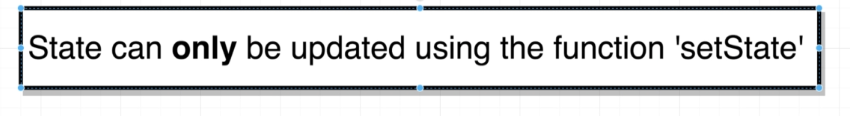 State can only be updated using the function 'setState'